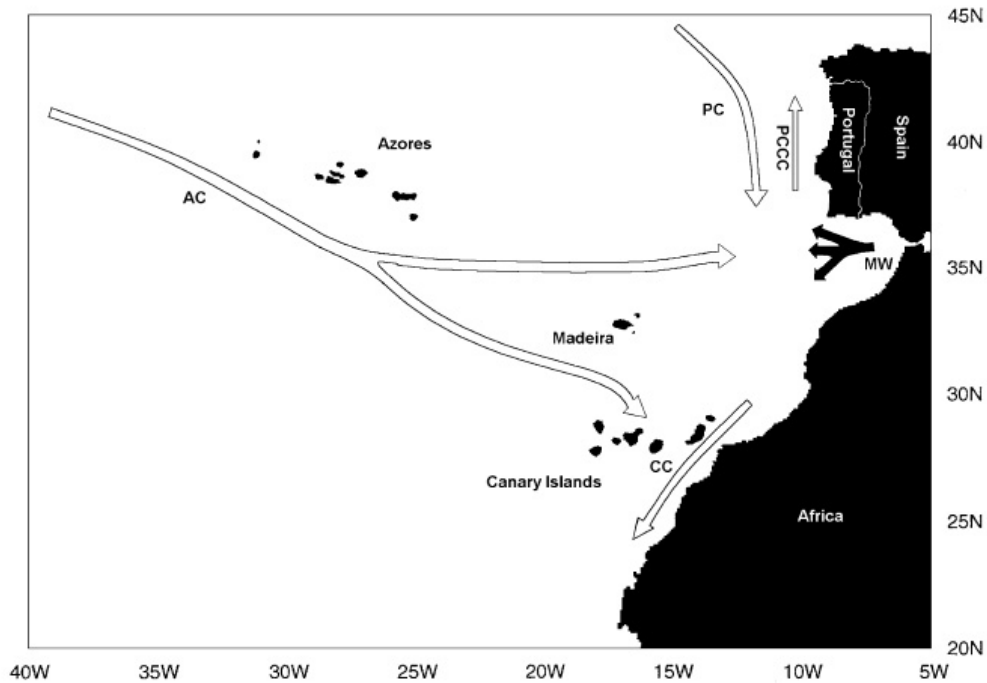 45N
PC
PCCC
Portugal
Spain
Azores
40N
AC
MW
35N
Madeira
30N
CC
Canary Islands
Africa
25N
20N
40W 35W 30W 25W 20W 15W 10W 5W